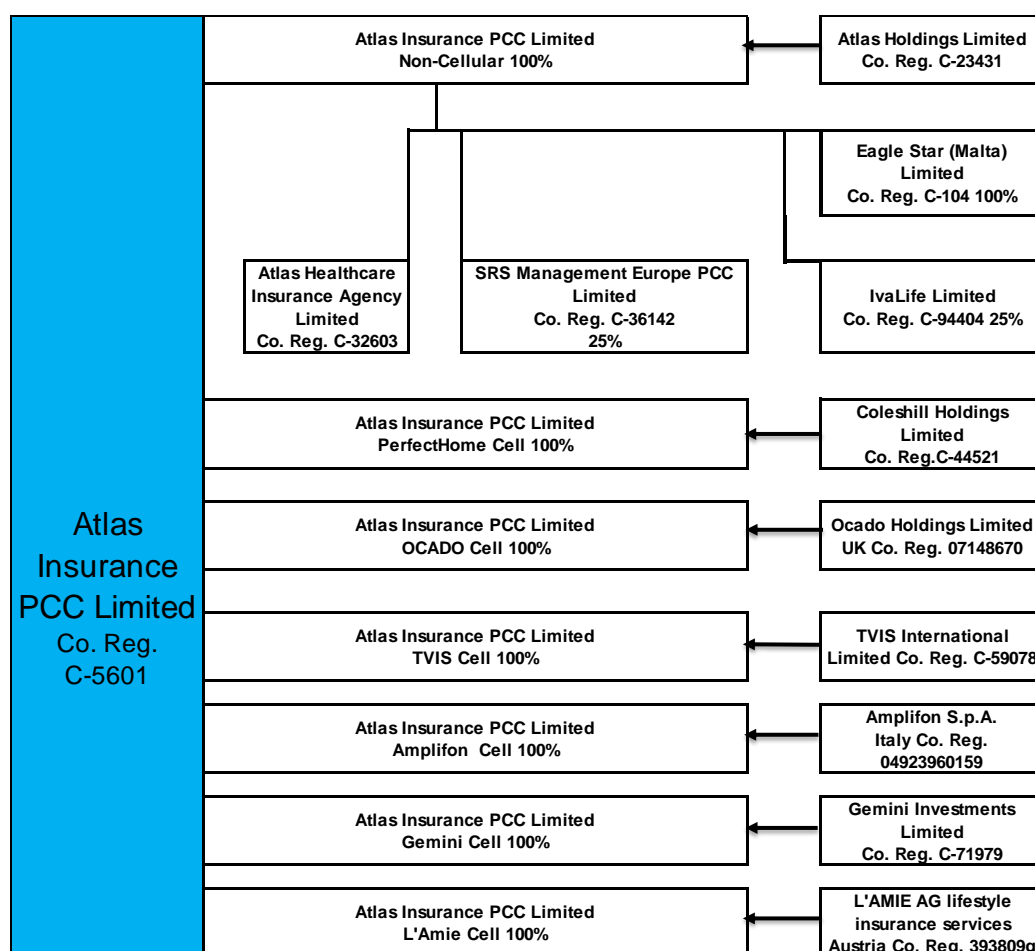 Atlas Insurance PCC Limited
Non-Cellular 100%
Atlas Holdings Limited
Co. Reg. C-23431
Eagle Star (Malta)
Limited
Co. Reg. C-104 100%
Atlas Healthcare
Insurance Agency
Limited
Co. Reg. C-32603
SRS Management Europe PCC
Limited
Co. Reg. C-36142
25%
IvaLife Limited
Co. Reg. C-94404 25%
Atlas Insurance PCC Limited
PerfectHome Cell 100%
Coleshill Holdings
Limited
Co. Reg.C-44521
Atlas
Insurance
PCC Limited
Co. Reg.
C-5601
Atlas Insurance PCC Limited
OCADO Cell 100%
Ocado Holdings Limited
UK Co. Reg. 07148670
Atlas Insurance PCC Limited
TVIS Cell 100%
TVIS International
Limited Co. Reg. C-59078
Atlas Insurance PCC Limited
Amplifon Cell 100%
Amplifon S.p.A.
Italy Co. Reg.
04923960159
Atlas Insurance PCC Limited
Gemini Cell 100%
Gemini Investments
Limited
Co. Reg. C-71979
Atlas Insurance PCC Limited
L'Amie Cell 100%
L'AMIE AG lifestyle
insurance services
Austria Co. Reg. 393809g